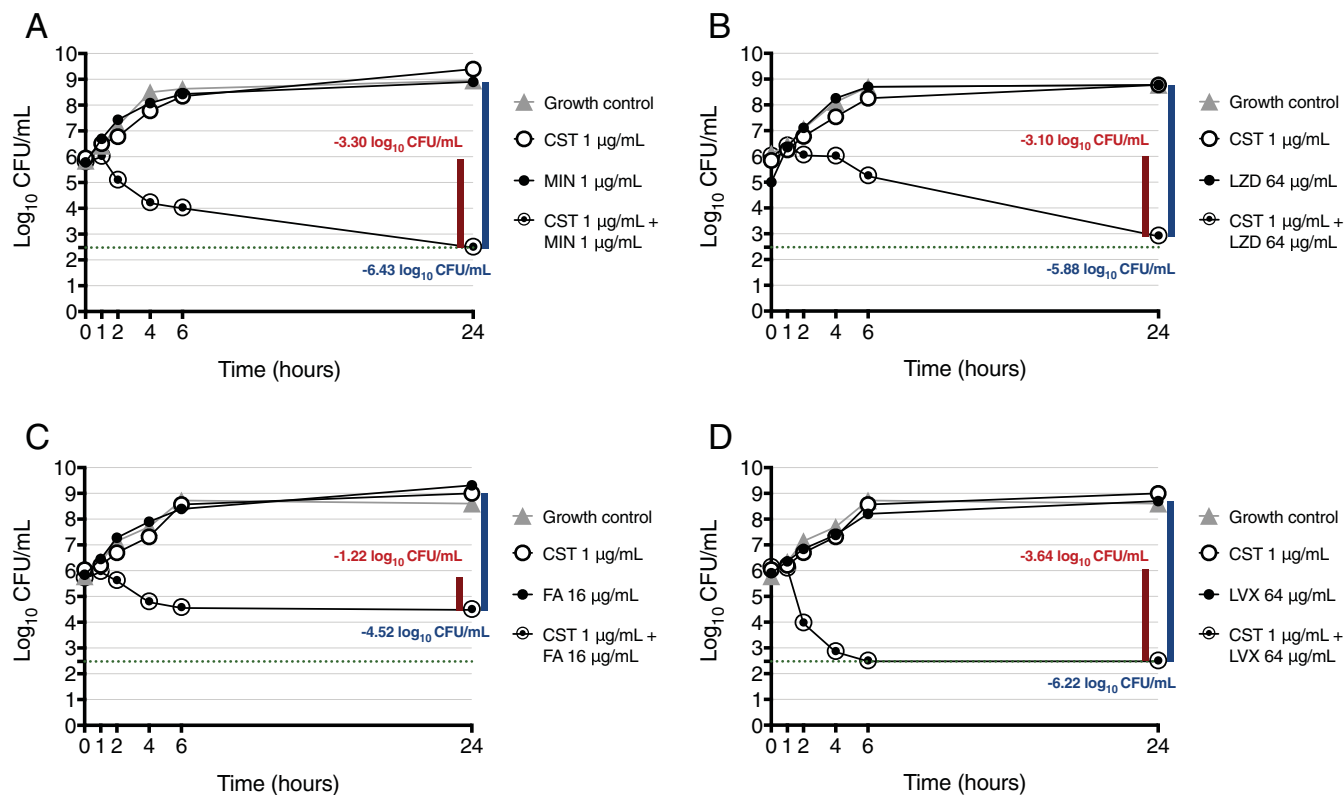 A
Log10 CFU/mL
10
9
8
7
6
5
4
3
2
1
0
-3.30 log10 CFU/mL
-6.43 log10 CFU/mL
0 1 2 4 6 24
Time (hours)
Growth control
CST 1 µg/mL
MIN 1 µg/mL
CST 1 µg/mL +
MIN 1 µg/mL
B
Log10 CFU/mL
10
9
8
7
6
5
4
3
2
1
0
-3.10 log10 CFU/mL
-5.88 log10 CFU/mL
0 1 2 4 6 24
Time (hours)
Growth control
CST 1 µg/mL
LZD 64 µg/mL
CST 1 µg/mL +
LZD 64 µg/mL
C
Log10 CFU/mL
10
9
8
7
6
5
4
3
2
1
0
-1.22 log10 CFU/mL
-4.52 log10 CFU/mL
0 1 2 4 6 24
Time (hours)
Growth control
CST 1 µg/mL
FA 16 µg/mL
CST 1 µg/mL +
FA 16 µg/mL
D
Log10 CFU/mL
10
9
8
7
6
5
4
3
2
1
0
-3.64 log10 CFU/mL
-6.22 log10 CFU/mL
0 1 2 4 6 24
Time (hours)
Growth control
CST 1 µg/mL
LVX 64 µg/mL
CST 1 µg/mL +
LVX 64 µg/mL